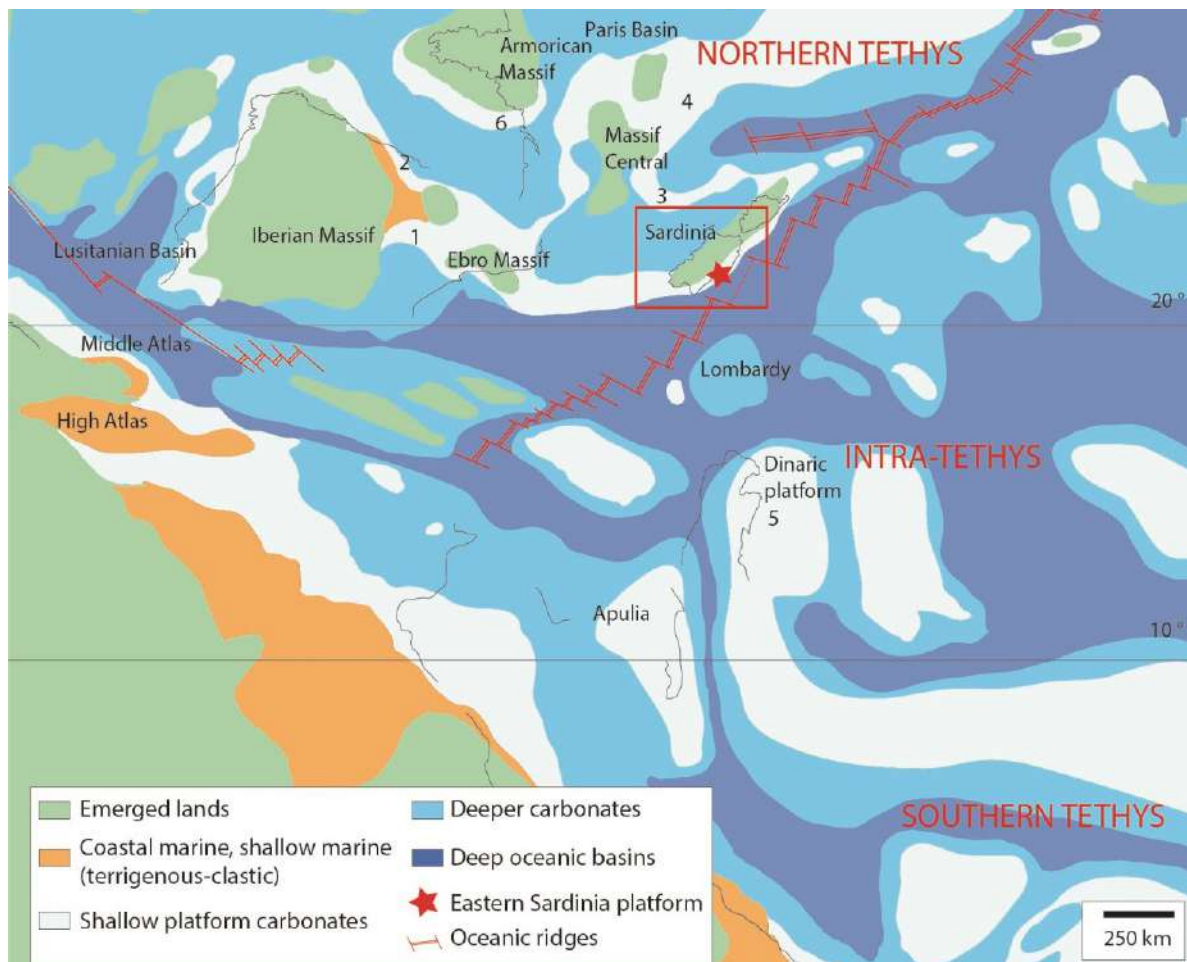 Paris Basin
Armorican
Massif
NORTHERN TETHYS
4
6
Massif
Central
2
3
Sardinia
Iberian Massif
1
Lusitanian Basin
Ebro Massif
20 °
Middle Atlas
Lombardy
High Atlas
INTRA-TETHYS
Dinaric
platform
5
Apulia
10 °
SOUTHERN TETHYS
Emerged lands
Coastal marine, shallow marine
(terrigenous-clastic)
Shallow platform carbonates
Deeper carbonates
Deep oceanic basins
Eastern Sardinia platform
Oceanic ridges
250 km